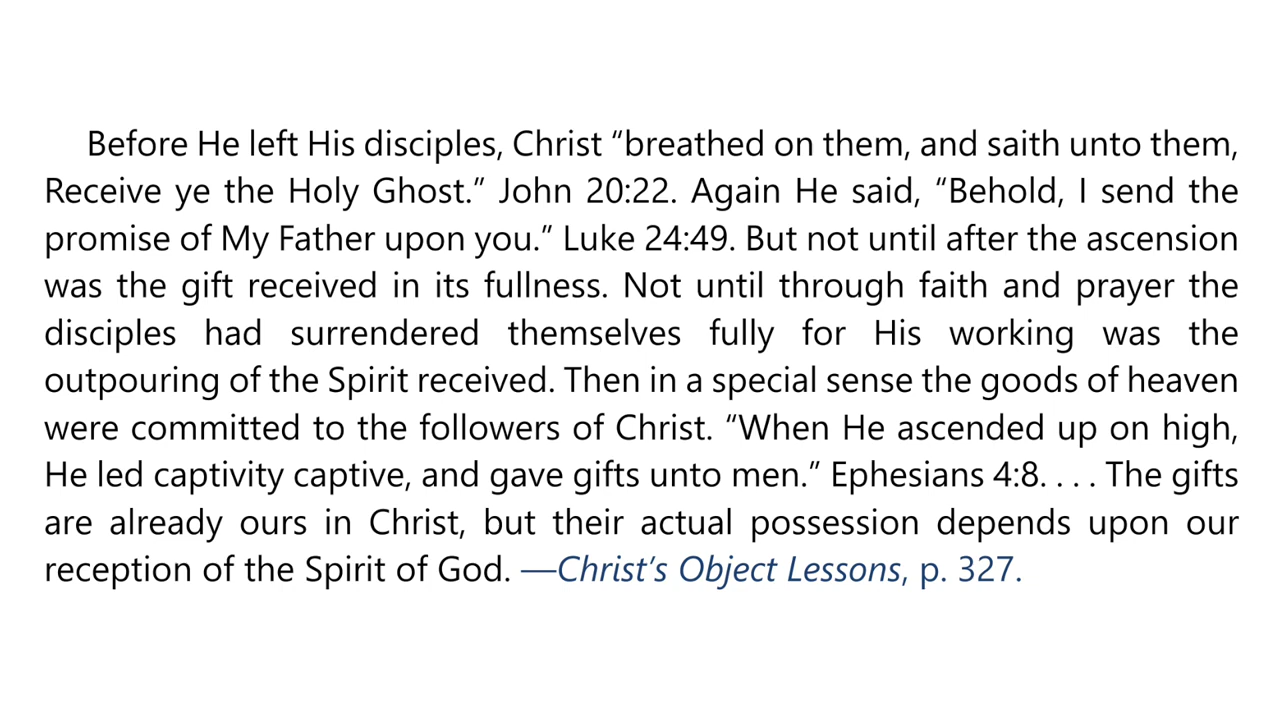 Before He left His disciples, Christ “breathed on them, and saith unto them,
Receive ye the Holy Ghost.” John 20:22. Again He said, “Behold, I send the
promise of My Father upon you.” Luke 24:49. But not until after the ascension
was the gift received in its fullness. Not until through faith and prayer the
disciples had surrendered themselves fully for His working was the
outpouring of the Spirit received. Then in a special sense the goods of heaven
were committed to the followers of Christ. “When He ascended up on high,
He led captivity captive, and gave gifts unto men.” Ephesians 4:8. . . . The gifts
are already ours in Christ, but their actual possession depends upon our
reception of the Spirit of God. —Christ’s Object Lessons, p. 327.